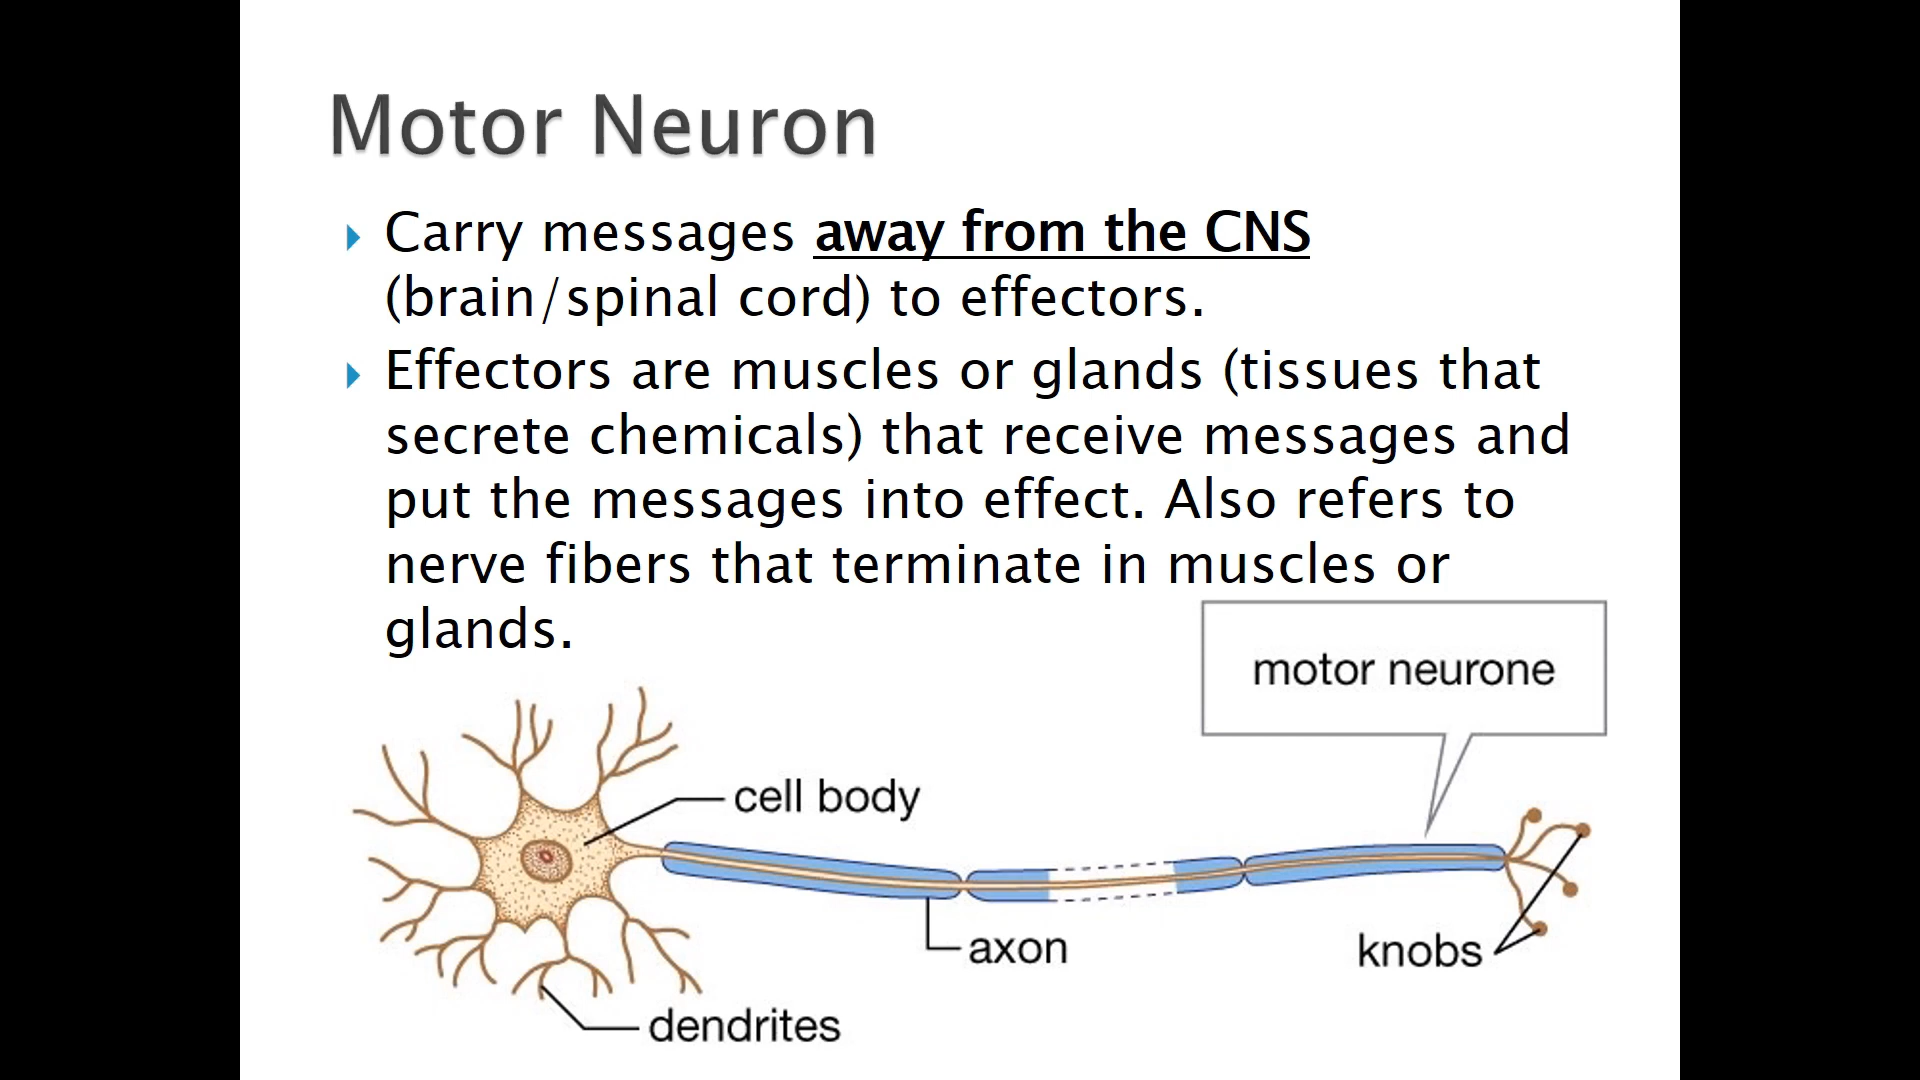 Motor Neuron
Carry messages away from the CNS
(brain/spinal cord) to effectors.
Effectors are muscles or glands (tissues that
secrete chemicals) that receive messages and
put the messages into effect. Also refers to
nerve fibers that terminate in muscles or
glands.
motor neurone
cell body
axon
knobs
dendrites